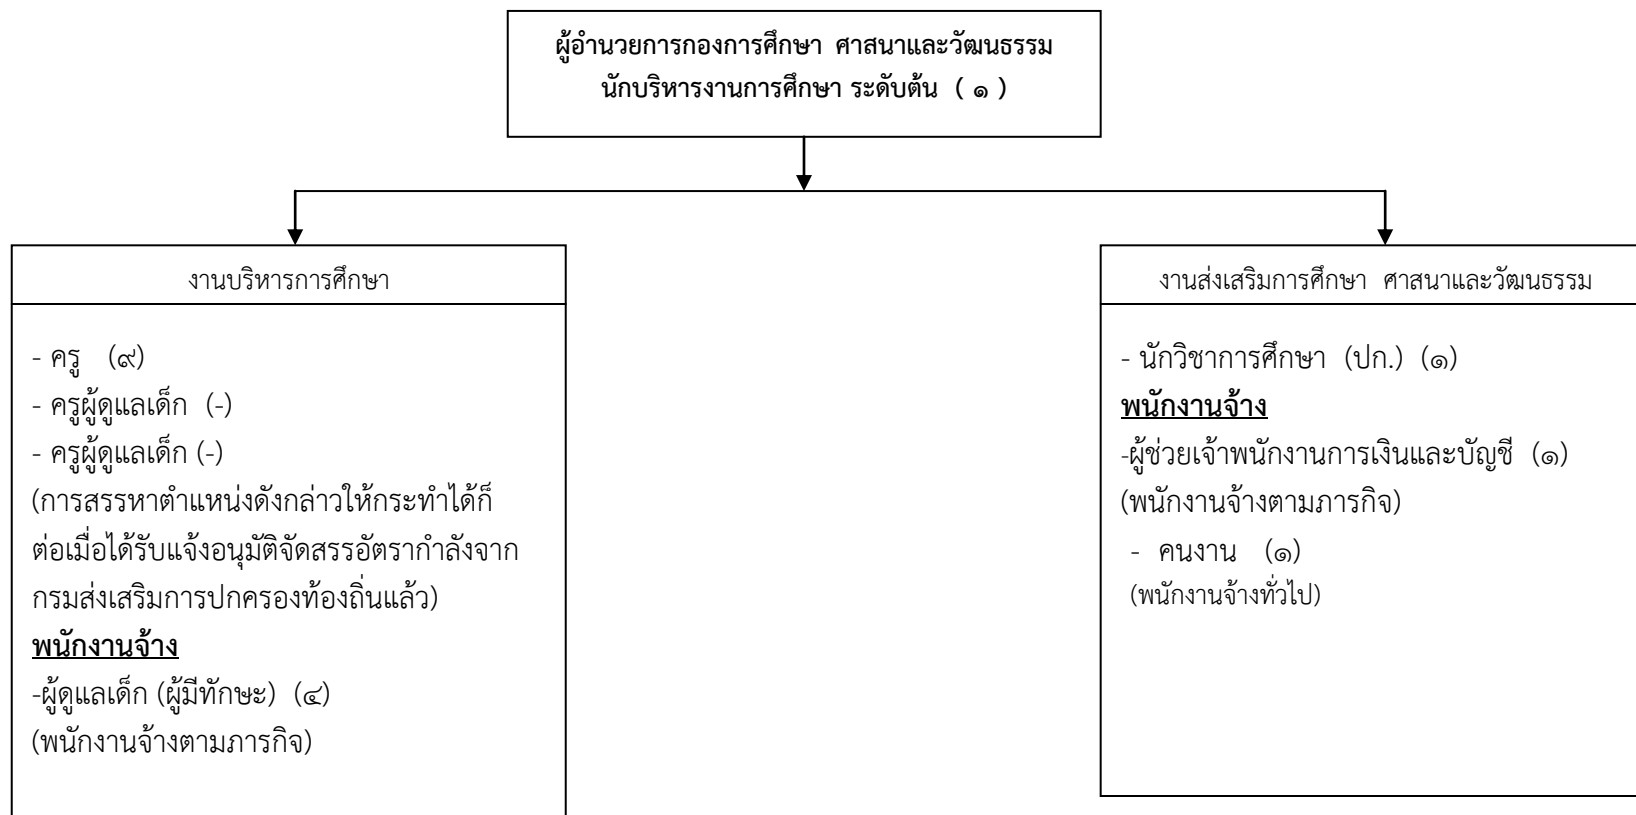 ผู้อำนวยการกองการศึกษา ศาสนาและวัฒนธรรม
นักบริหารงานการศึกษา ระดับต้น ( ๑ )
งานบริหารการศึกษา
- ครู (๙)
- ครูผู้ดูแลเด็ก (-)
- ครูผู้ดูแลเด็ก (-)
(การสรรหาตำแหน่งดังกล่าวให้กระทำได้ก็
ต่อเมื่อได้รับแจ้งอนุมัติจัดสรรอัตรากำลังจาก
กรมส่งเสริมการปกครองท้องถิ่นแล้ว)
พนักงานจ้าง
-ผู้ดูแลเด็ก (ผู้มีทักษะ) (๔)
(พนักงานจ้างตามภารกิจ)
งานส่งเสริมการศึกษา ศาสนาและวัฒนธรรม
- นักวิชาการศึกษา (ปก.) (๑)
พนักงานจ้าง
-ผู้ช่วยเจ้าพนักงานการเงินและบัญชี (๑)
(พนักงานจ้างตามภารกิจ)
- คนงาน (๑)
(พนักงานจ้างทั่วไป)